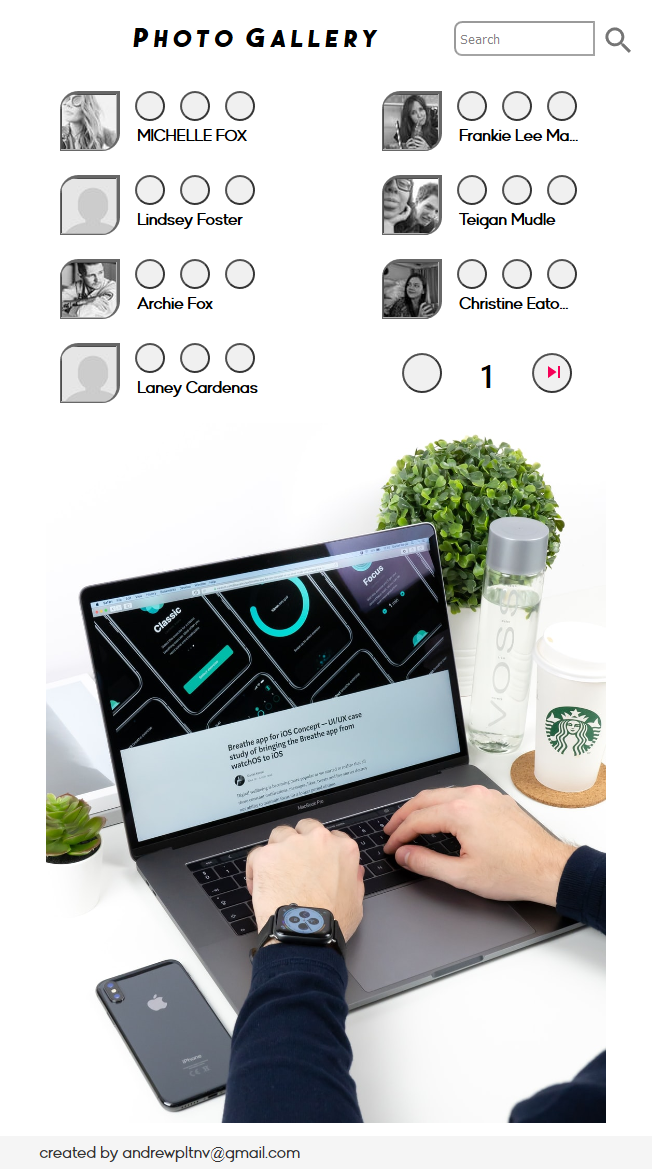 PHOTO GALLERY
Search
MICHELLE FOX
Frankie Lee Ma...
Lindsey Foster
Teigan Mudle
Archie Fox
Christine Eato...
Laney Cardenas
1
Classic
Focus
Breathe app for iOS Concept — UI/UX case
study of bringing the Breathe app from
watchOS to iOS
MacBook Pro
VOSS
iPhone
created by andrewpltnv@gmail.com